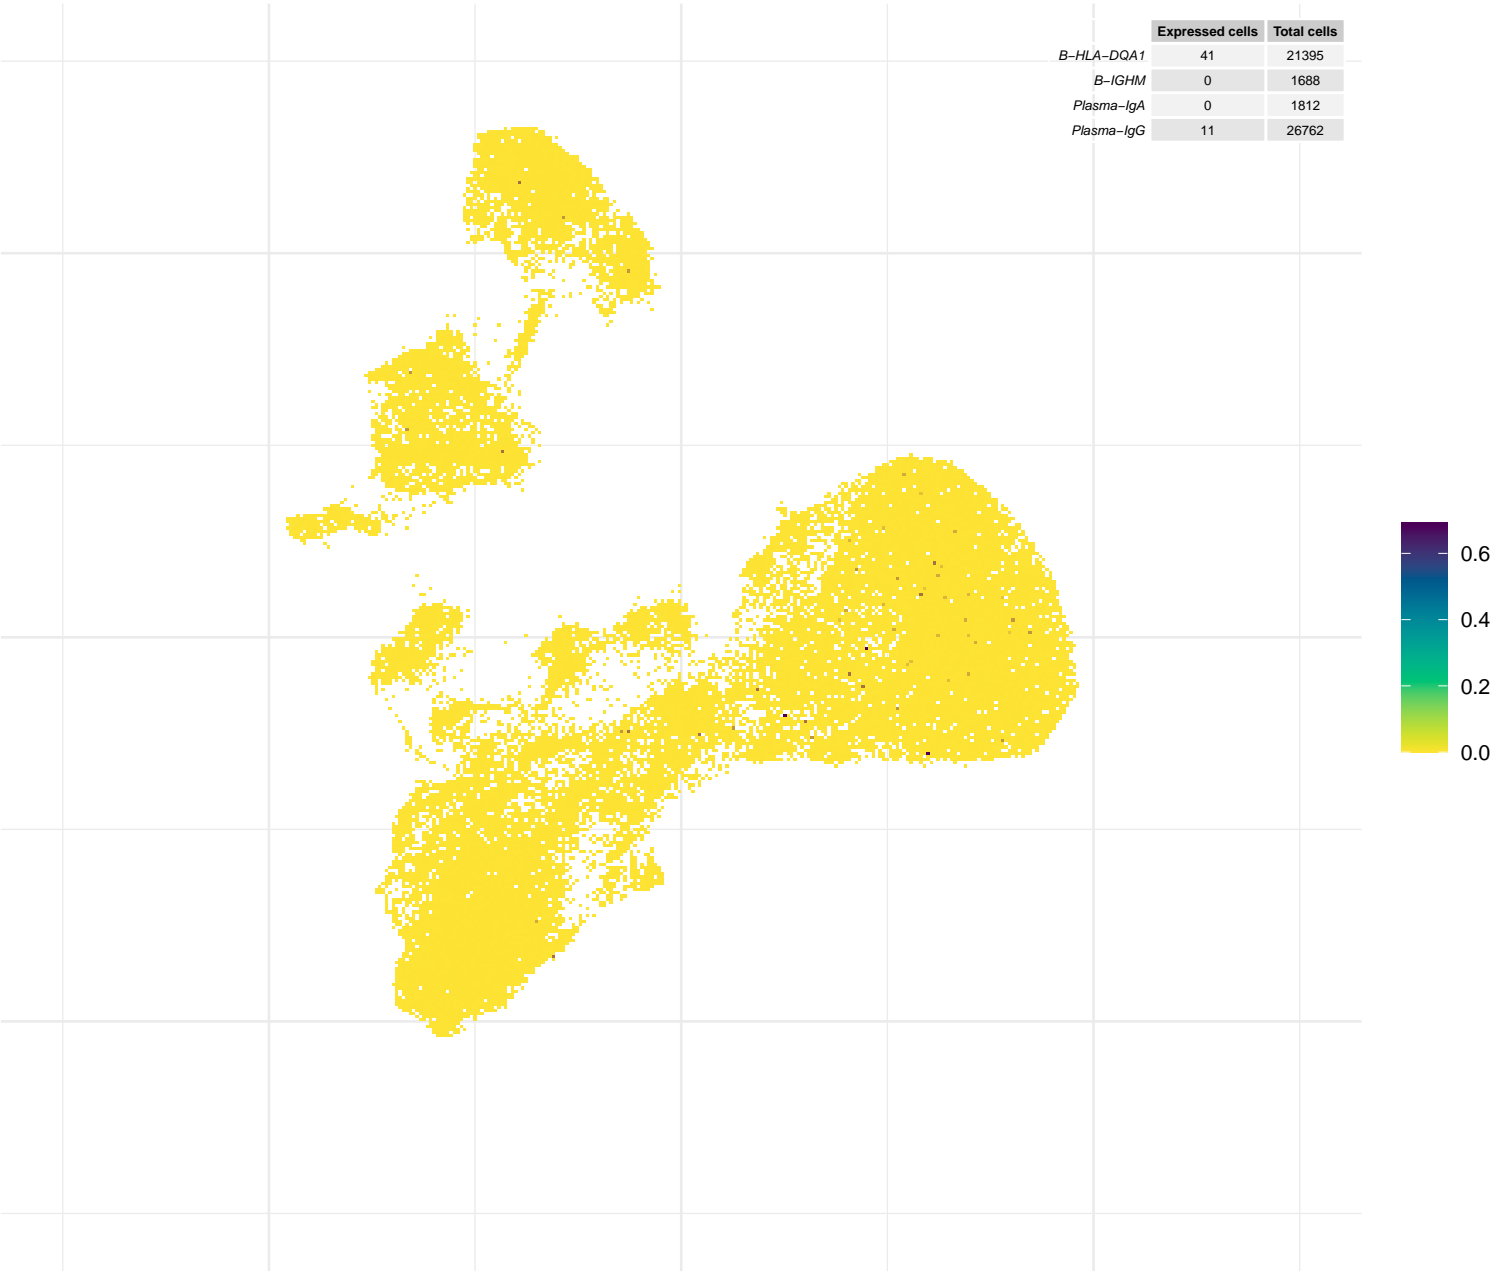 Expressed cells Total cells
B−HLA−DQA1 41 21395
B−IGHM 0 1688
Plasma−IgA 0 1812
Plasma−IgG 11 26762
0.6
0.4
0.2
0.0